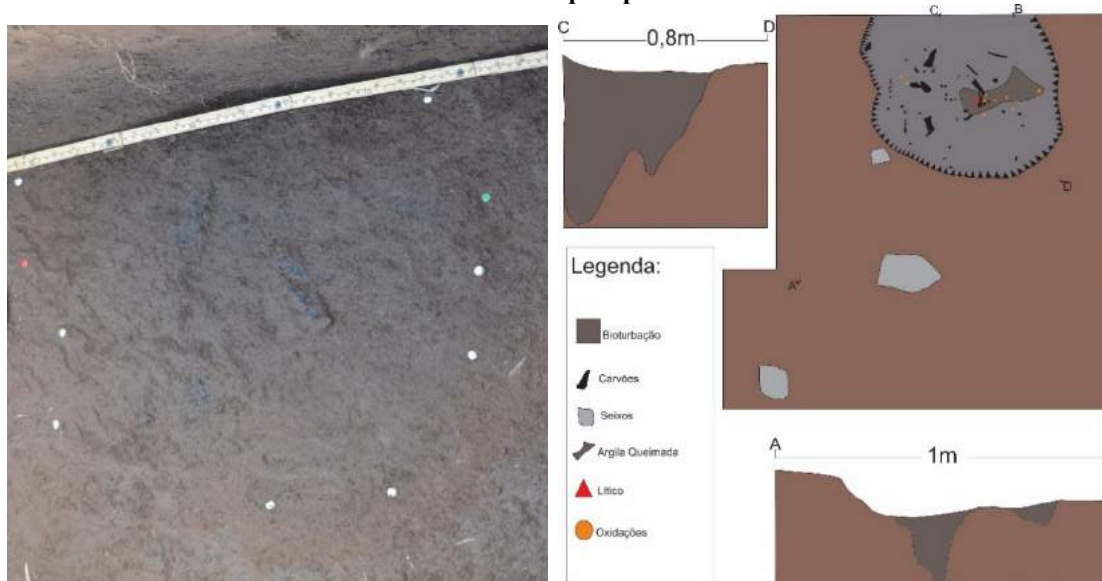 C D
0,8m
C B
D
A
Legenda:
Bioturbação
Carvões
Seixos
Argila Queimada
Lítico
Oxidações
A
1m